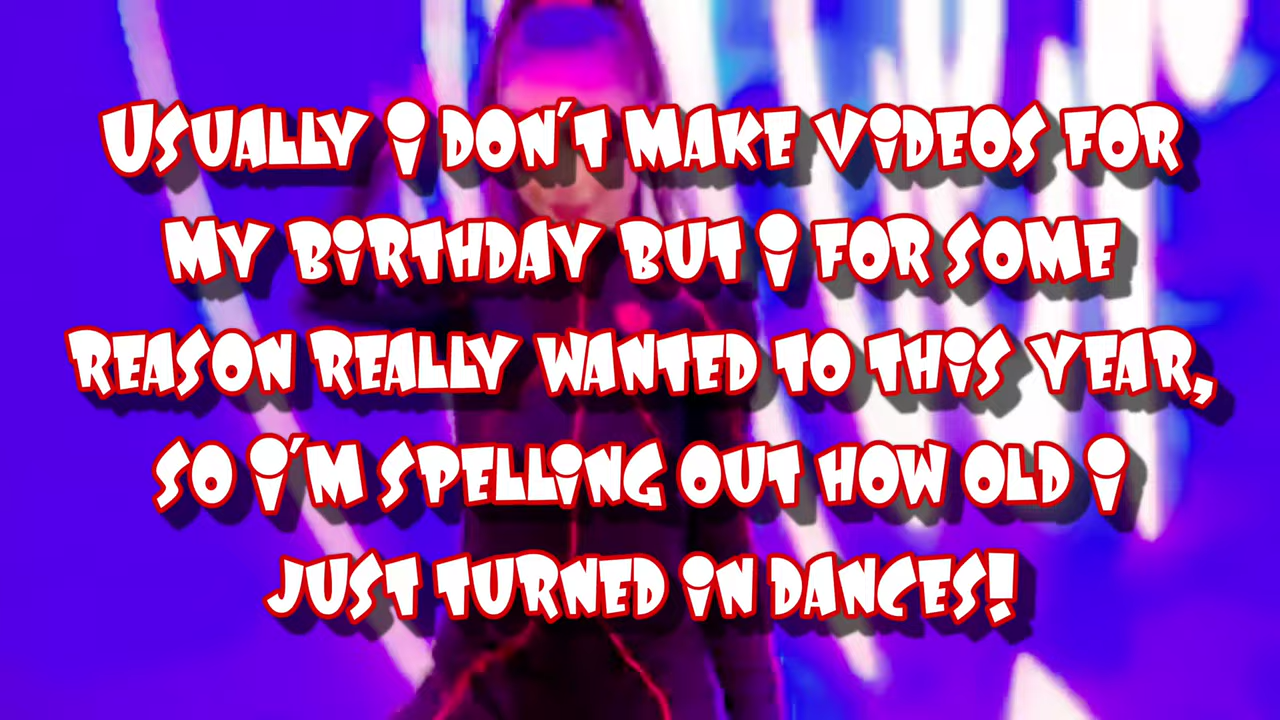 Usually i don't make videos for
my birthday but i for some
reason really wanted to this year,
so i'm spelling out how old i
just turned in dances!